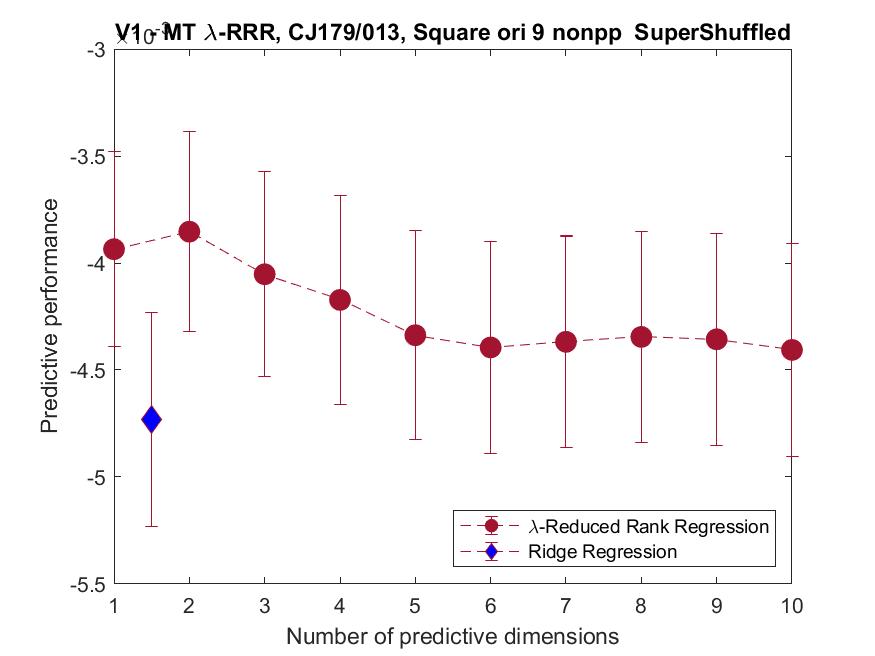 V1 - MT λ-RRR, CJ179/013, Square ori 9 nonpp  SuperShuffled
×10-3
-3
-3.5
-4
-4.5
-5
-5.5
Predictive performance
λ-Reduced Rank Regression
Ridge Regression
1 2 3 4 5 6 7 8 9 10
Number of predictive dimensions